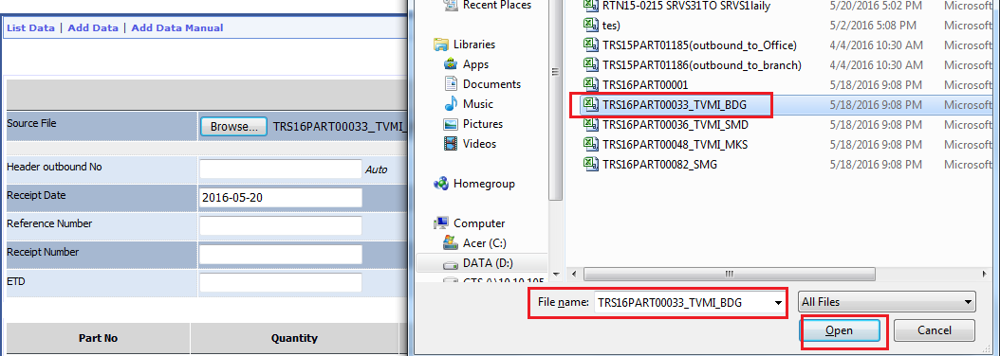 List Data | Add Data | Add Data Manual
Source File Browse... TRS16PART00033_TVMI_
Header outbound No Auto
Receipt Date 2016-05-20
Reference Number
Receipt Number
ETD
Part No Quantity
Recent Places
Libraries
Apps
Documents
Music
Pictures
Videos
Homegroup
Computer
Acer (C:)
DATA (D:)
RTN15-0215 SRVS31TO SRVS1laily 5/20/2016 5:02 PM Microsoft
tes) 5/2/2016 5:08 PM Microsoft
TRS15PART01185(outbound_to_Office) 4/4/2016 10:30 AM Microsoft
TRS15PART01186(outbound_to_branch) 4/4/2016 10:30 AM Microsoft
TRS16PART00001 5/18/2016 9:08 PM Microsoft
TRS16PART00033_TVMI_BDG 5/18/2016 9:08 PM Microsoft
TRS16PART00036_TVMI_SMD 5/18/2016 9:08 PM Microsoft
TRS16PART00048_TVMI_MKS 5/18/2016 9:08 PM Microsoft
TRS16PART00082_SMG 5/18/2016 9:08 PM Microsoft
File name: TRS16PART00033_TVMI_BDG All Files
Open Cancel